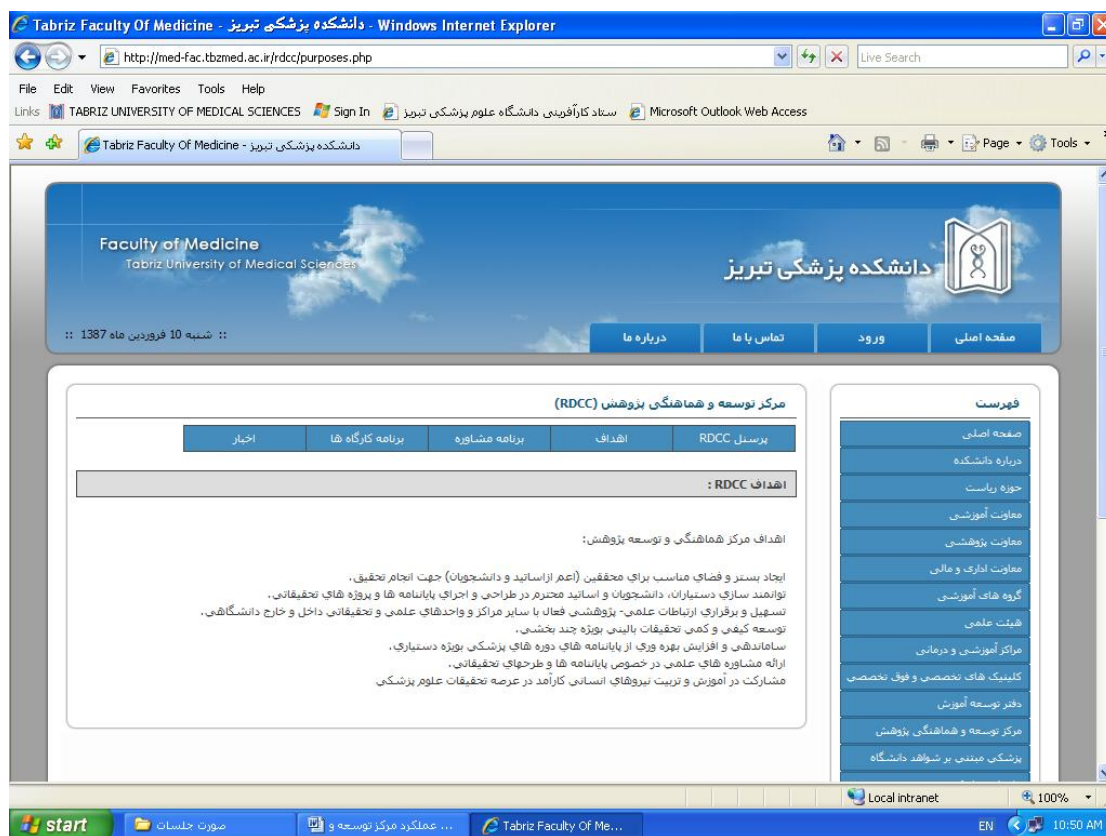 Tabriz Faculty Of Medicine - دانشکده پزشکی تبریز - Windows Internet Explorer
http://med-fac.tbzmed.ac.ir/rdcc/purposes.php
Live Search
File Edit View Favorites Tools Help
Links TABRIZ UNIVERSITY OF MEDICAL SCIENCES Sign In ستاد کارآفرینی دانشگاه علوم پزشکی تبریز Microsoft Outlook Web Access
Tabriz Faculty Of Medicine - دانشکده پزشکی تبریز
Page Tools
Faculty of Medicine
Tabriz University of Medical Sciences
دانشکده پزشکی تبریز
:: شنبه 10 فروردین ماه 1387 ::
صفحه اصلی ورود تماس با ما درباره ما
فهرست
صفحه اصلی
درباره دانشکده
حوزه ریاست
معاونت آموزشی
معاونت پژوهشی
معاونت اداری و مالی
گروه های آموزشی
هیئت علمی
مراکز آموزشی و درمانی
کلینیک های تخصصی و فوق تخصصی
دفتر توسعه آموزش
مرکز توسعه و هماهنگی پژوهش
پزشکی مبتنی بر شواهد دانشگاه
مرکز توسعه و هماهنگی پژوهش (RDCC)
پرسنل RDCC اهداف برنامه مشاوره برنامه کارگاه ها اخبار
اهداف RDCC :
اهداف مرکز هماهنگی و توسعه پژوهش:
ایجاد بستر و فضای مناسب برای محققین (اعم ازاساتید و دانشجویان) جهت انجام تحقیق.
توانمند سازی دستیاران، دانشجویان و اساتید محترم در طراحی و اجرای پایاننامه ها و پروژه های تحقیقاتی.
تسهیل و برقراری ارتباطات علمی- پژوهشی فعال با سایر مراکز و واحدهای علمی و تحقیقاتی داخل و خارج دانشگاهی.
توسعه کیفی و کمی تحقیقات بالینی بویژه چند بخشی.
ساماندهی و افزایش بهره وری از پایاننامه های دوره های پزشکی بویژه دستیاری.
ارائه مشاوره های علمی در خصوص پایاننامه ها و طرحهای تحقیقاتی.
مشارکت در آموزش و تربیت نیروهای انسانی کارآمد در عرصه تحقیقات علوم پزشکی
Local intranet 100%
start صورت جلسات عملکرد مرکز توسعه و ... Tabriz Faculty Of Me... EN 10:50 AM